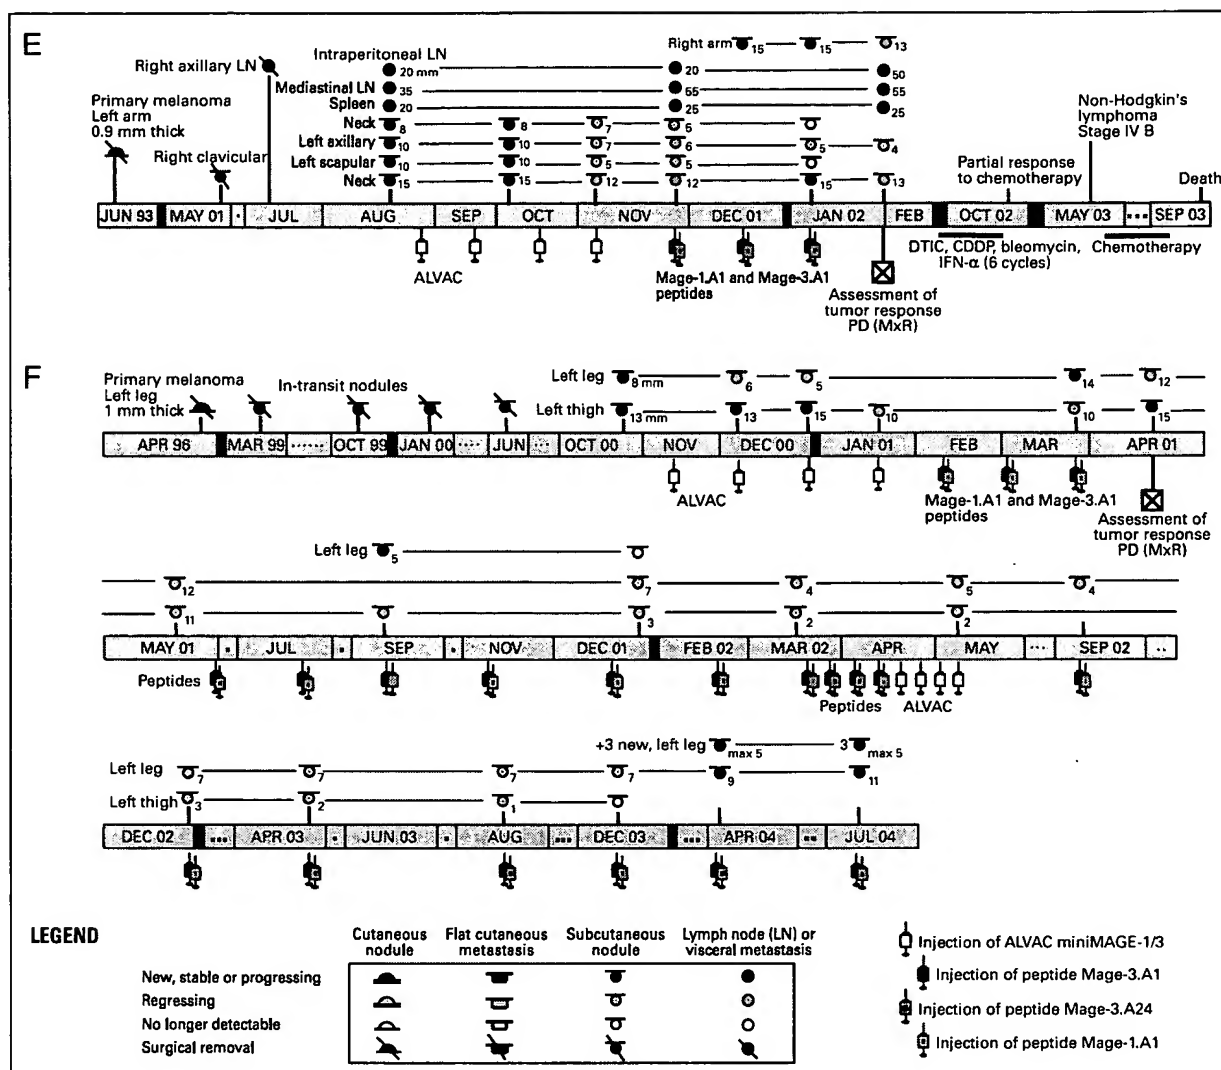 E
Right axillary LN
Primary melanoma
Left arm
0.9 mm thick
Right clavicular
Right arm 15 15 13
Intraperitoneal LN
20 mm 20 50
Mediastinal LN 35 55 55
Spleen 20 25 25
Neck 8 8 7 6
Left axillary 10 10 7 6 5 4
Left scapular 10 10 5 5
Neck 15 15 12 12 15 13
Non-Hodgkin's
lymphoma
Stage IV B
Partial response
to chemotherapy
Death
JUN 93 MAY 01 JUL AUG SEP OCT NOV DEC 01 JAN 02 FEB OCT 02 MAY 03 SEP 03
ALVAC
Mage-1.A1 and Mage-3.A1
peptides
DTIC, CDDP, bleomycin,
IFN-α (6 cycles)
Chemotherapy
Assessment of
tumor response
PD (MxR)
F
Primary melanoma
Left leg
1 mm thick
In-transit nodules
Left leg 8 mm 6 5 14 12
Left thigh 13 mm 13 15 10 10 15
APR 96 MAR 99 OCT 99 JAN 00 JUN OCT 00 NOV DEC 00 JAN 01 FEB MAR APR 01
ALVAC
Mage-1.A1 and Mage-3.A1
peptides
Assessment of
tumor response
PD (MxR)
Left leg 5
12 7 4 5 4
11 3 2 2
MAY 01 JUL SEP NOV DEC 01 FEB 02 MAR 02 APR MAY SEP 02
Peptides
Peptides ALVAC
+3 new, left leg max 5 3 max 5
Left leg 7 7 7 7 9 11
Left thigh 3 2 1
DEC 02 APR 03 JUN 03 AUG DEC 03 APR 04 JUL 04
LEGEND
Cutaneous
nodule
Flat cutaneous
metastasis
Subcutaneous
nodule
Lymph node (LN) or
visceral metastasis
New, stable or progressing
Regressing
No longer detectable
Surgical removal
Injection of ALVAC miniMAGE-1/3
Injection of peptide Mage-3.A1
Injection of peptide Mage-3.A24
Injection of peptide Mage-1.A1